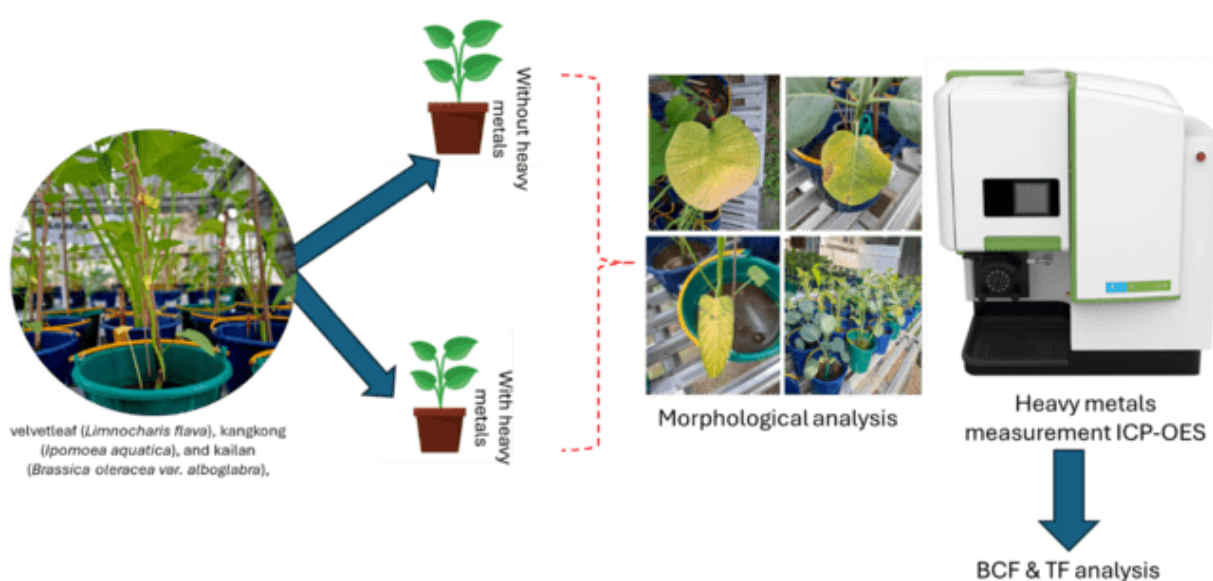 Without heavy
metals
With heavy
metals
velvetleaf (Limnocharis flava), kangkong
(Ipomoea aquatica), and kailan
(Brassica oleracea var. alboglabra),
Morphological analysis
Heavy metals
measurement ICP-OES
BCF & TF analysis